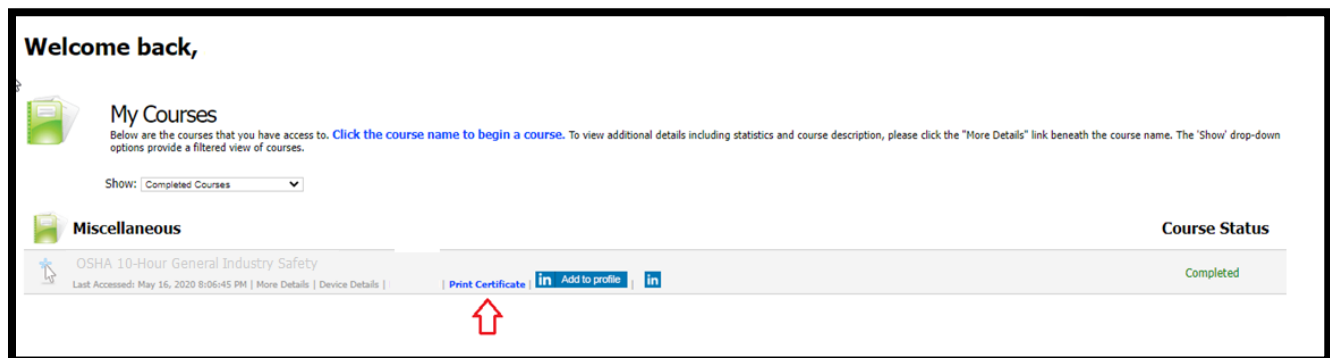 Welcome back,
My Courses
Below are the courses that you have access to. Click the course name to begin a course. To view additional details including statistics and course description, please click the "More Details" link beneath the course name. The 'Show' drop-down
options provide a filtered view of courses.
Show: Completed Courses
Miscellaneous Course Status
OSHA 10-Hour General Industry Safety
Last Accessed: May 16, 2020 8:06:45 PM | More Details | Device Details | | Print Certificate | in Add to profile | in
Completed